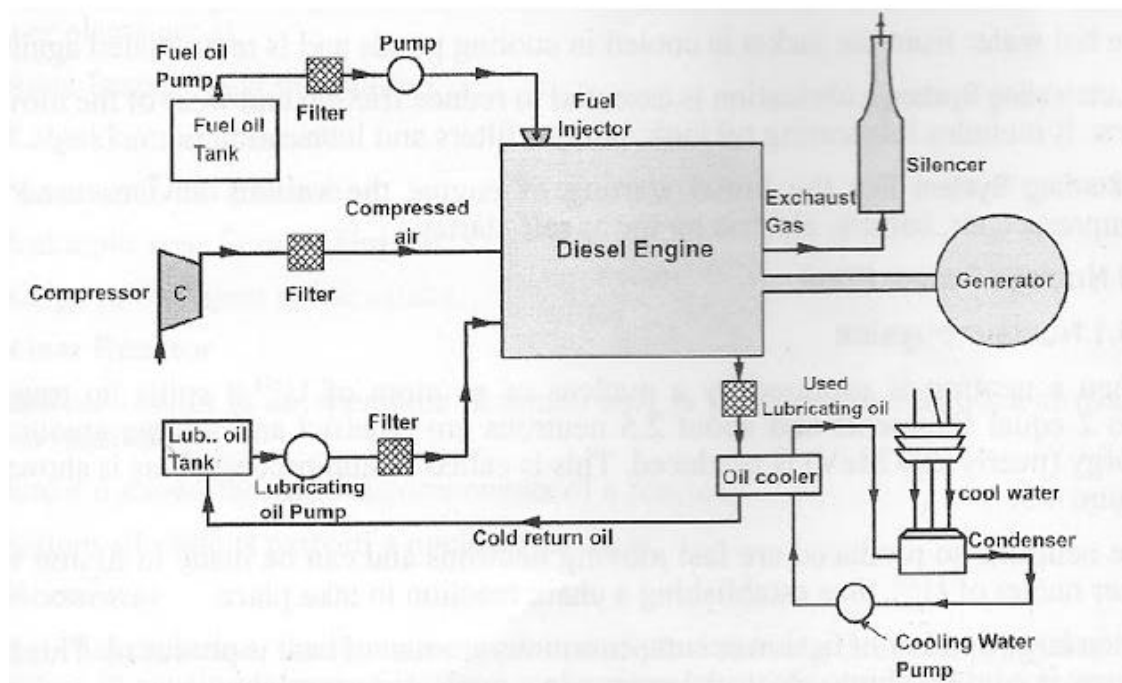 Fuel oil
Pump
Pump
Filter
Fuel oil
Tank
Fuel
Injector
Silencer
Exchaust
Gas
Compressed
air
Diesel Engine
Compressor
C
Filter
Generator
Used
Lubricating oil
Lub.. oil
Tank
Filter
Lubricating
oil Pump
Oil cooler
cool water
Cold return oil
Condenser
Cooling Water
Pump